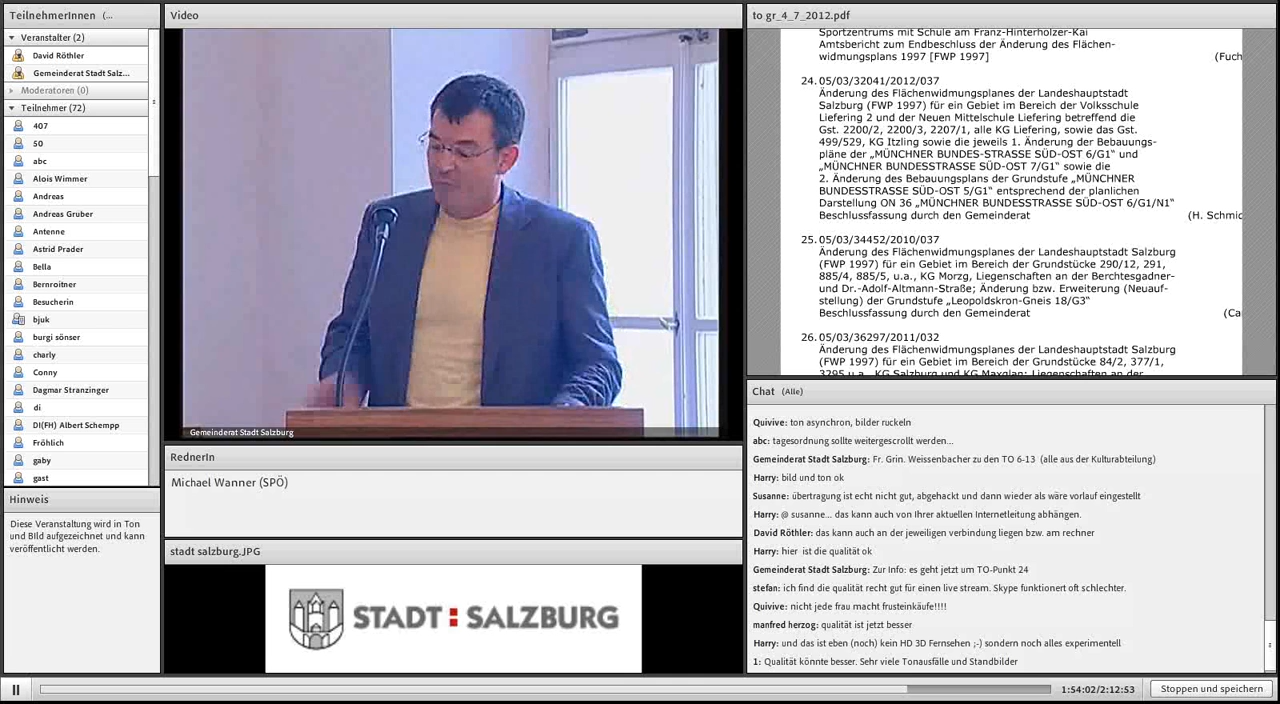 TeilnehmerInnen (...
Veranstalter (2)
David Röthler
Gemeinderat Stadt Salz...
Moderatoren (0)
Teilnehmer (72)
407
50
abc
Alois Wimmer
Andreas
Andreas Gruber
Antenne
Astrid Prader
Bella
Bernroitner
Besucherin
bjuk
burgi sönser
charly
Conny
Dagmar Stranzinger
di
DI(FH) Albert Schempp
Fröhlich
gaby
gast
Hinweis
Diese Veranstaltung wird in Ton
und BIld aufgezeichnet und kann
veröffentlicht werden.
Video
Gemeinderat Stadt Salzburg
RednerIn
Michael Wanner (SPÖ)
stadt salzburg.JPG
STADT : SALZBURG
to gr_4_7_2012.pdf
Sportzentrums mit Schule am Franz-Hinterholzer-Kai
Amtsbericht zum Endbeschluss der Änderung des Flächen-
widmungsplans 1997 [FWP 1997] (Fuch
24. 05/03/32041/2012/037
Änderung des Flächenwidmungsplanes der Landeshauptstadt
Salzburg (FWP 1997) für ein Gebiet im Bereich der Volksschule
Liefering 2 und der Neuen Mittelschule Liefering betreffend die
Gst. 2200/2, 2200/3, 2207/1, alle KG Liefering, sowie das Gst.
499/529, KG Itzling sowie die jeweils 1. Änderung der Bebauungs-
pläne der „MÜNCHNER BUNDES-STRASSE SÜD-OST 6/G1“ und
„MÜNCHNER BUNDESSTRASSE SÜD-OST 7/G1“ sowie die
2. Änderung des Bebauungsplans der Grundstufe „MÜNCHNER
BUNDESSTRASSE SÜD-OST 5/G1“ entsprechend der planlichen
Darstellung ON 36 „MÜNCHNER BUNDESSTRASSE SÜD-OST 6/G1/N1“
Beschlussfassung durch den Gemeinderat (H. Schmid
25. 05/03/34452/2010/037
Änderung des Flächenwidmungsplanes der Landeshauptstadt Salzburg
(FWP 1997) für ein Gebiet im Bereich der Grundstücke 290/12, 291,
885/4, 885/5, u.a., KG Morzg, Liegenschaften an der Berchtesgadner-
und Dr.-Adolf-Altmann-Straße; Änderung bzw. Erweiterung (Neuauf-
stellung) der Grundstufe „Leopoldskron-Gneis 18/G3“
Beschlussfassung durch den Gemeinderat (Ca
26. 05/03/36297/2011/032
Änderung des Flächenwidmungsplanes der Landeshauptstadt Salzburg
(FWP 1997) für ein Gebiet im Bereich der Grundstücke 84/2, 377/1,
3295 u.a., KG Salzburg und KG Maxglan; Liegenschaften an der
Chat (Alle)
Quivive: ton asynchron, bilder ruckeln
abc: tagesordnung sollte weitergescrollt werden...
Gemeinderat Stadt Salzburg: Fr. Grin. Weissenbacher zu den TO 6-13 (alle aus der Kulturabteilung)
Harry: bild und ton ok
Susanne: übertragung ist echt nicht gut, abgehackt und dann wieder als wäre vorlauf eingestellt
Harry: @ susanne... das kann auch von Ihrer aktuellen Internetleitung abhängen.
David Röthler: das kann auch an der jeweiligen verbindung liegen bzw. am rechner
Harry: hier ist die qualität ok
Gemeinderat Stadt Salzburg: Zur Info: es geht jetzt um TO-Punkt 24
stefan: ich find die qualität recht gut für einen live stream. Skype funktionert oft schlechter.
Quivive: nicht jede frau macht frusteinkäufe!!!!
manfred herzog: qualität ist jetzt besser
Harry: und das ist eben (noch) kein HD 3D Fernsehen ;-) sondern noch alles experimentell
1: Qualität könnte besser. Sehr viele Tonausfälle und Standbilder
1:54:02/2:12:53
Stoppen und speichern